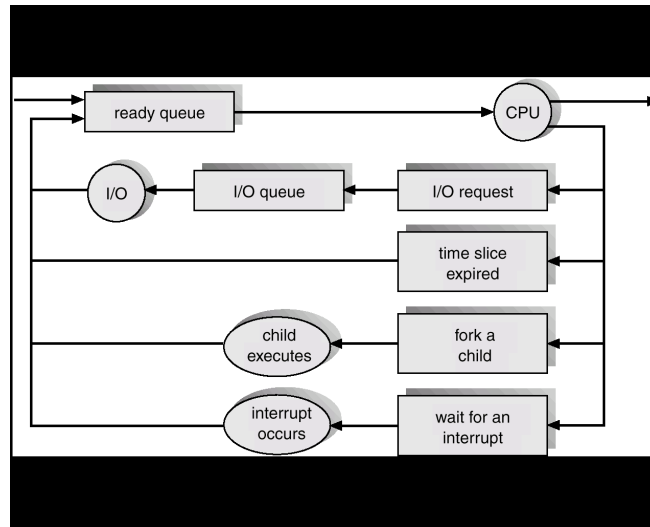 ready queue
CPU
I/O
I/O queue
I/O request
time slice
expired
child
executes
fork a
child
interrupt
occurs
wait for an
interrupt